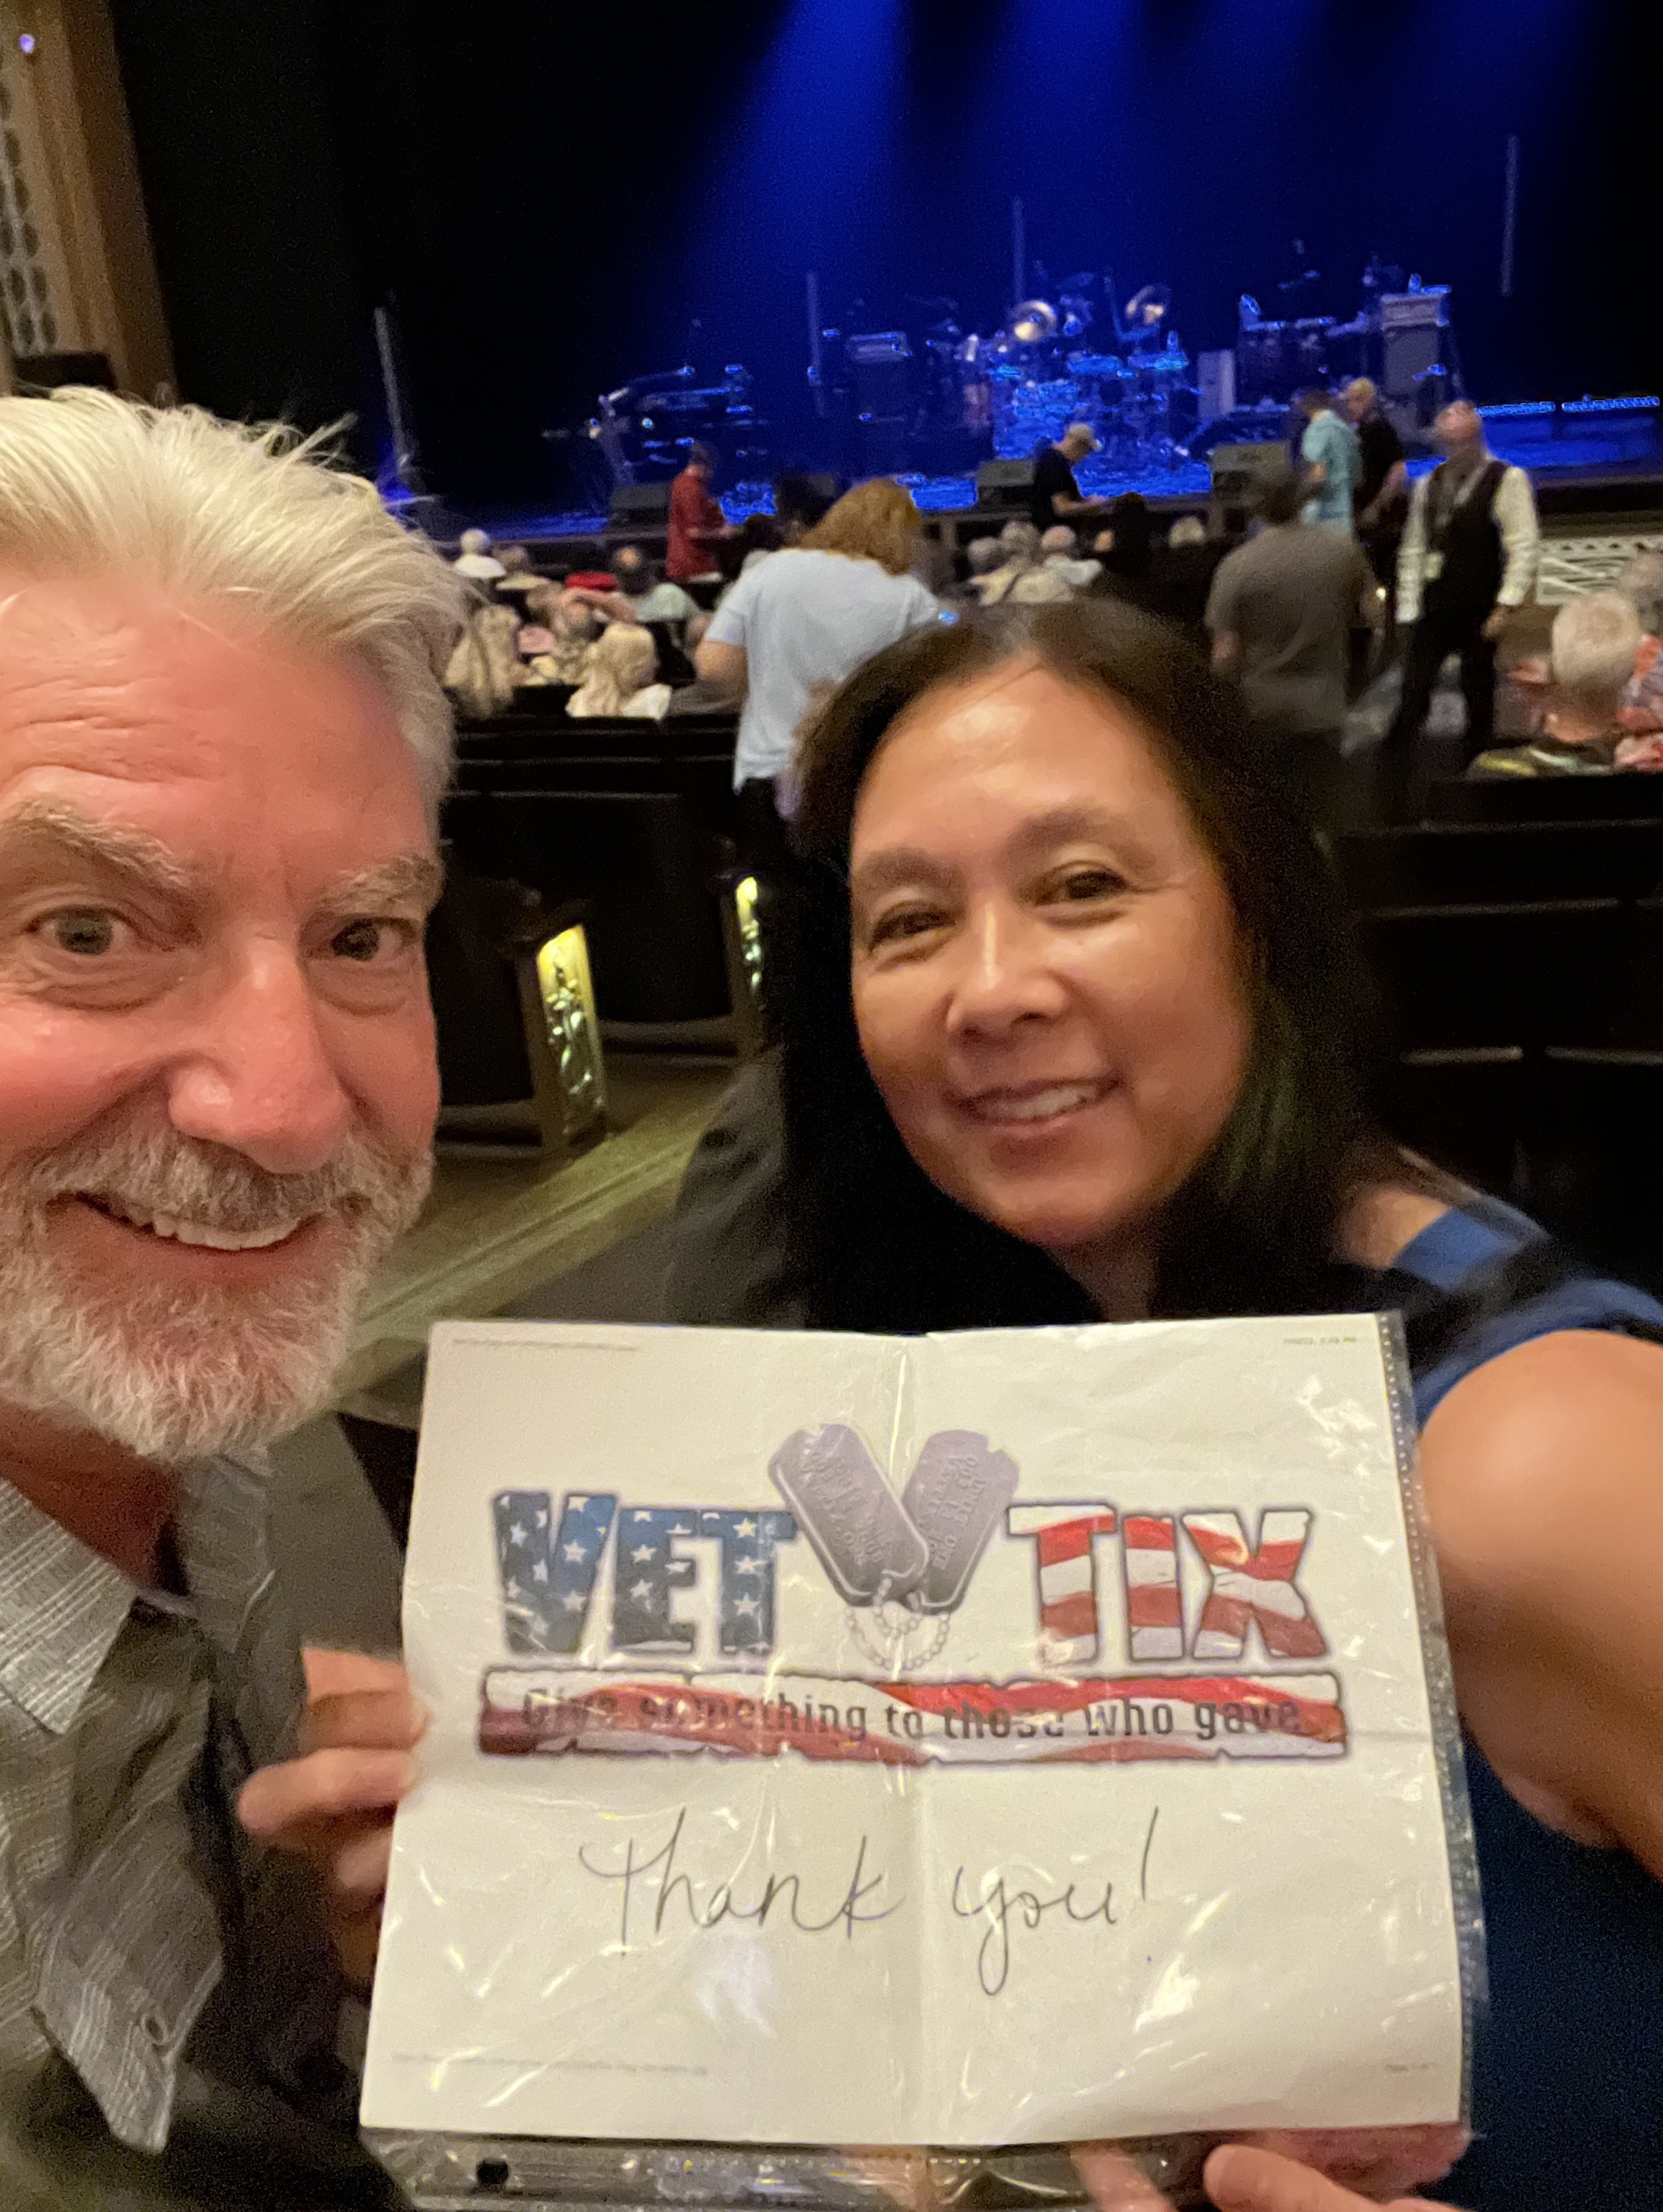 VET TIX
Give something to those who gave
Thank you!